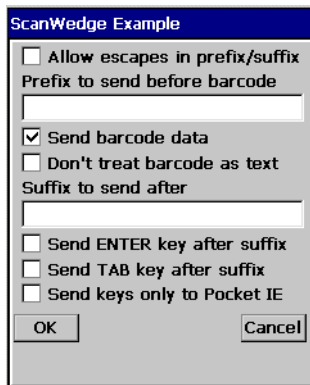 ScanWedge Example
Allow escapes in prefix/suffix
Prefix to send before barcode
Send barcode data
Don't treat barcode as text
Suffix to send after
Send ENTER key after suffix
Send TAB key after suffix
Send keys only to Pocket IE
OK Cancel